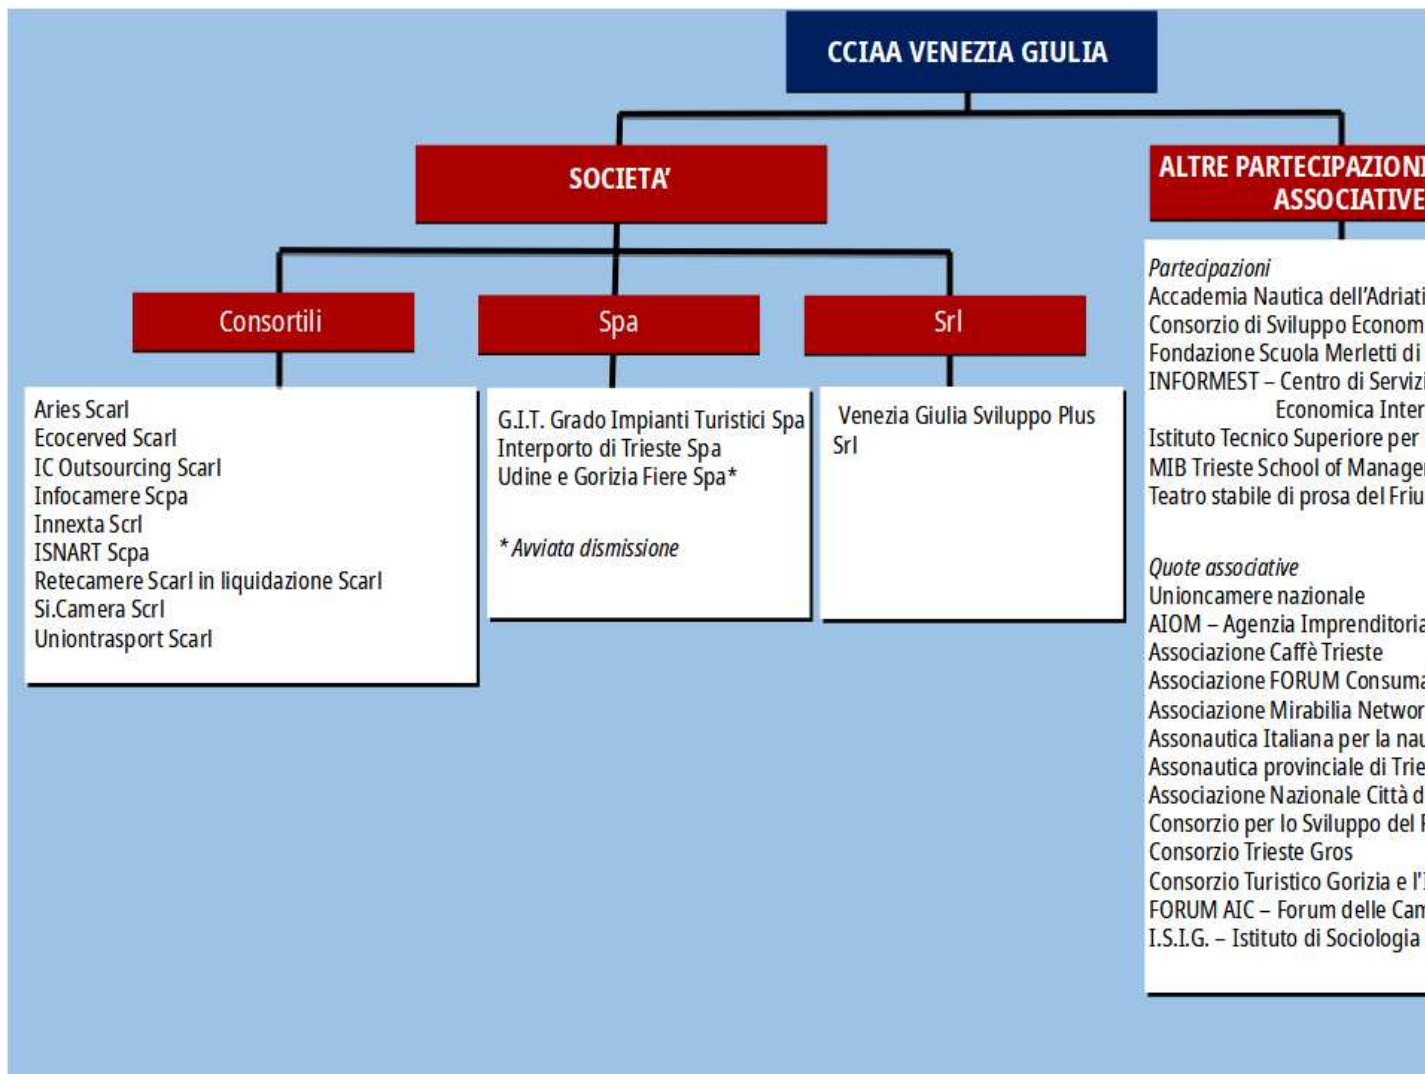 CCIAA VENEZIA GIULIA
SOCIETA’
ALTRE PARTECIPAZIONI
ASSOCIATIVE
Consortili
Spa
Srl
Aries Scarl
Ecocerved Scarl
IC Outsourcing Scarl
Infocamere Scpa
Innexta Scrl
ISNART Scpa
Retecamere Scarl in liquidazione Scarl
Si.Camera Scrl
Uniontrasport Scarl
G.I.T. Grado Impianti Turistici Spa
Interporto di Trieste Spa
Udine e Gorizia Fiere Spa*
* Avviata dismissione
Venezia Giulia Sviluppo Plus
Srl
Partecipazioni
Accademia Nautica dell’Adriati
Consorzio di Sviluppo Econom
Fondazione Scuola Merletti di
INFORMEST – Centro di Servizi
Economica Inter
Istituto Tecnico Superiore per
MIB Trieste School of Manage
Teatro stabile di prosa del Friu
Quote associative
Unioncamere nazionale
AIOM – Agenzia Imprenditoria
Associazione Caffè Trieste
Associazione FORUM Consuma
Associazione Mirabilia Networ
Assonautica Italiana per la nau
Assonautica provinciale di Trie
Associazione Nazionale Città d
Consorzio per lo Sviluppo del
Consorzio Trieste Gros
Consorzio Turistico Gorizia e l'I
FORUM AIC – Forum delle Cam
I.S.I.G. – Istituto di Sociologia